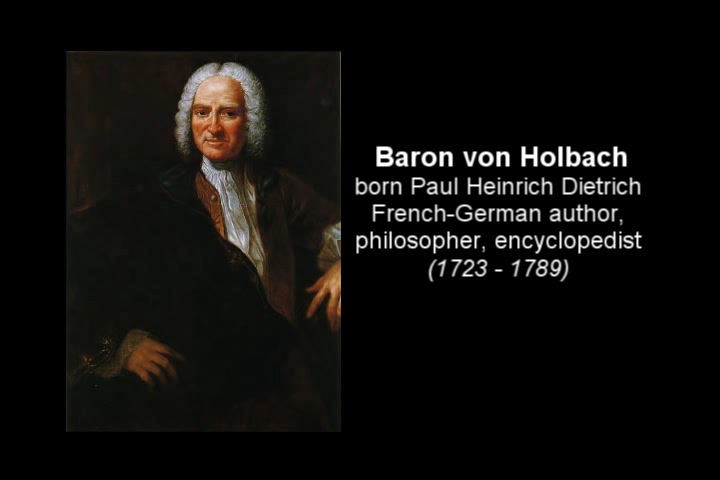 Baron von Holbach
born Paul Heinrich Dietrich
French-German author,
philosopher, encyclopedist
(1723 - 1789)